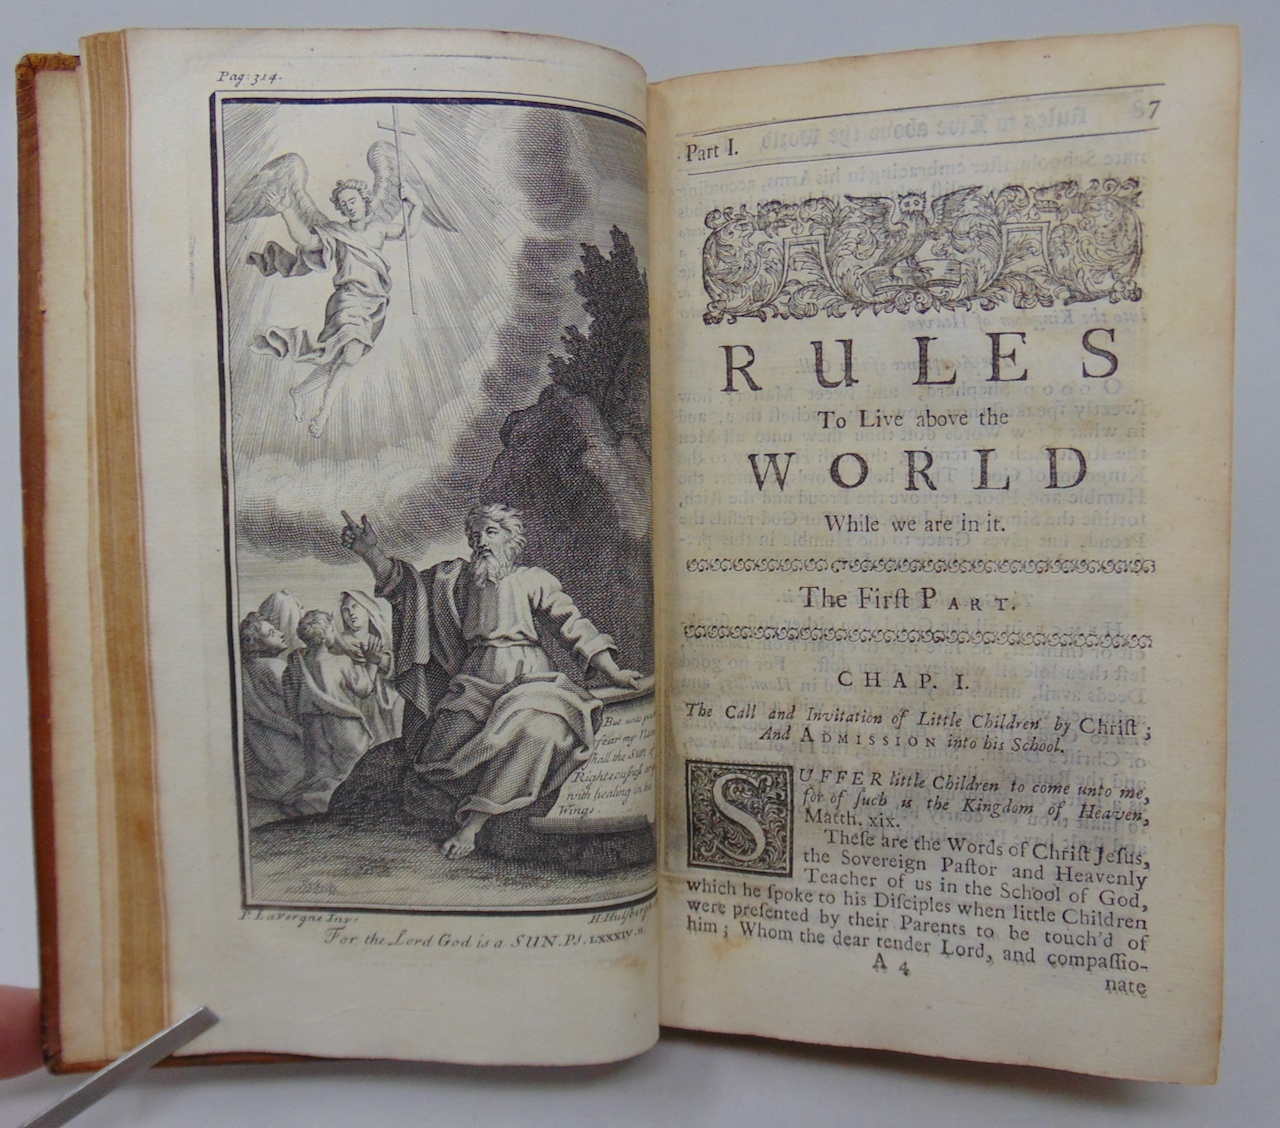 Pag: 314.
But unto you
fear my Name
shall the SUN of
Righteousness
with healing in his
Wings.
P. LaVergne Inv:
H. Hulsbergh
For the Lord God is a SUN. Ps. LXXXIV. 11.
Part I.
87
RULES
To Live above the
WORLD
While we are in it.
The Firſt PART.
CHAP. I.
The Call and Invitation of Little Children by Chriſt;
And ADMISSION into his School.
SUFFER little Children to come unto me,
for of ſuch is the Kingdom of Heaven,
Matth. xix.
Theſe are the Words of Chriſt Jeſus,
the Sovereign Paſtor and Heavenly
Teacher of us in the School of God,
which he ſpoke to his Diſciples when little Children
were preſented by their Parents to be touch'd of
him; Whom the dear tender Lord, and compaſſio-
A 4
nate